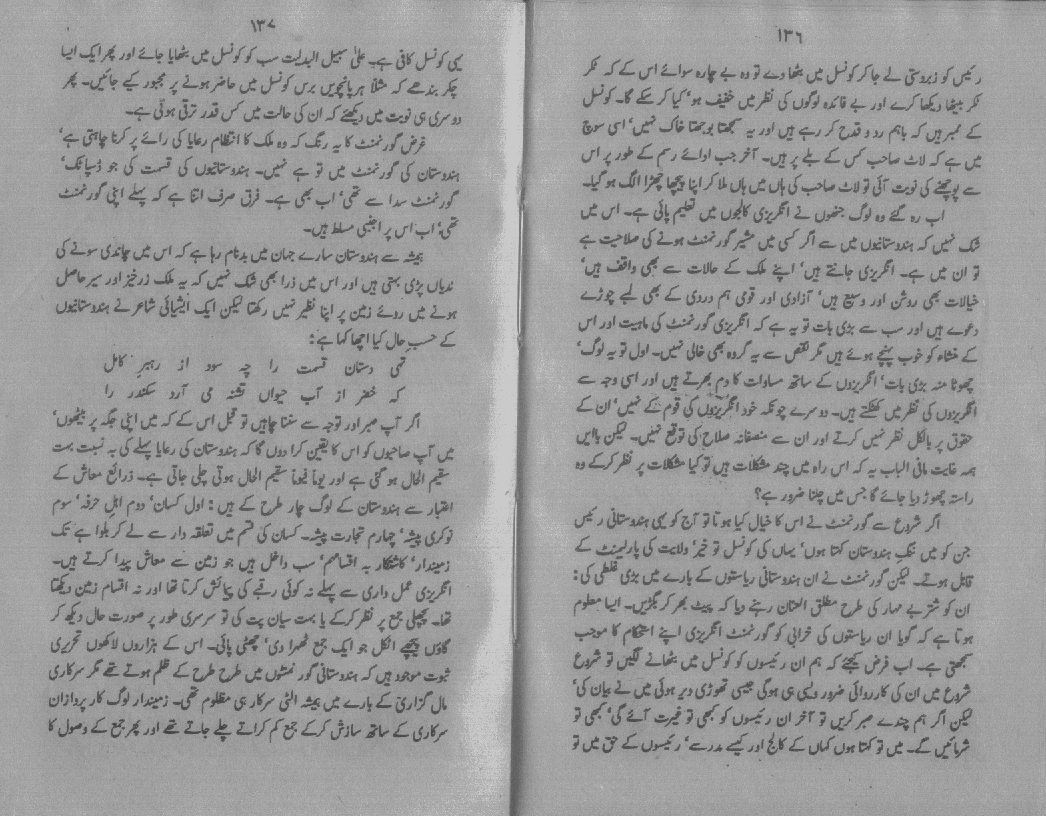 ۱۳۶
رئیس کو زبردستی لے جا کر کونسل میں بٹھا دے تو وہ بے چارہ سوائے اس کے کہ ٹکر
ٹکر بیٹھا دیکھا کرے اور بے فائدہ لوگوں کی نظر میں خفیف ہو' کیا کر سکے گا۔ کونسل
کے ممبر ہیں کہ باہم رد و قدح کر رہے ہیں اور یہ سمجھتا بوجھتا خاک نہیں' اسی سوچ
میں ہے کہ لاٹ صاحب کس کے پلے پر ہیں۔ آخر جب ادائے رسم کے طور پر اس
سے پوچھنے کی نوبت آئی تو لاٹ صاحب کی ہاں میں ہاں ملا کر اپنا پیچھا چھڑا الگ ہو گیا۔
اب رہ گئے وہ لوگ جنھوں نے انگریزی کالجوں میں تعلیم پائی ہے۔ اس میں
شک نہیں کہ ہندوستانیوں میں سے اگر کسی میں مشیر گورنمنٹ ہونے کی صلاحیت ہے
تو ان میں ہے۔ انگریزی جانتے ہیں' اپنے ملک کے حالات سے بھی واقف ہیں'
خیالات بھی روشن اور وسیع ہیں' آزادی اور قومی ہم دردی کے بھی لمبے چوڑے
دعوے ہیں اور سب سے بڑی بات تو یہ ہے کہ انگریزی گورنمنٹ کی ماہیت اور اس
کے منشاء کو خوب پہنچے ہوئے ہیں مگر نقص سے یہ گروہ بھی خالی نہیں۔ اول تو یہ لوگ'
چھوٹا منہ بڑی بات' انگریزوں کے ساتھ مساوات کا دم بھرتے ہیں اور اسی وجہ سے
انگریزوں کی نظر میں کھٹکتے ہیں۔ دوسرے چونکہ خود انگریزوں کی قوم کے نہیں' ان کے
حقوق پر بالکل نظر نہیں کرتے اور ان سے منصفانہ صلاح کی توقع نہیں۔ لیکن بااین
ہمہ غایت مافی الباب یہ کہ اس راہ میں چند مشکلات ہیں تو کیا مشکلات پر نظر کر کے وہ
راستہ چھوڑ دیا جائے گا جس میں چلنا ضرور ہے؟
اگر شروع سے گورنمنٹ نے اس کا خیال کیا ہوتا تو آج کو یہی ہندوستانی رئیس
جن کو میں ننگِ ہندوستان کہتا ہوں' یہاں کی کونسل تو خیر' ولایت کی پارلیمنٹ کے
قابل ہوتے۔ لیکن گورنمنٹ نے ان ہندوستانی ریاستوں کے بارے میں بڑی غلطی کی:
ان کو شتر بے مہار کی طرح مطلق العنان رہنے دیا کہ پیٹ بھر کر بگڑیں۔ ایسا معلوم
ہوتا ہے کہ گویا ان ریاستوں کی خرابی کو گورنمنٹ انگریزی اپنے استحکام کا موجب
سمجھتی ہے۔ اب فرض کیجئے کہ ہم ان رئیسوں کو کونسل میں بٹھانے لگیں تو شروع
شروع میں ان کی کارروائی ضرور ویسی ہی ہوگی جیسی تھوڑی دیر ہوئی میں نے بیان کی'
لیکن اگر ہم چندے صبر کریں تو آخر ان رئیسوں کو کبھی تو غیرت آئے گی' کبھی تو
شرمائیں گے۔ میں تو کہتا ہوں کہاں کے کالج اور کیسے مدرسے' رئیسوں کے حق میں تو
۱۳۷
یہی کونسل کافی ہے۔ علیٰ سبیل البدلیت سب کو کونسل میں بٹھایا جائے اور پھر ایک ایسا
چکر بندھے کہ مثلاً ہر پانچویں برس کونسل میں حاضر ہونے پر مجبور کیے جائیں۔ پھر
دوسری ہی نوبت میں دیکھئے کہ ان کی حالت میں کس قدر ترقی ہوئی ہے۔
غرض گورنمنٹ کا یہ رنگ کہ وہ ملک کا انتظام رعایا کی رائے پر کرنا چاہتی ہے'
ہندوستان کی گورنمنٹ میں تو ہے نہیں۔ ہندوستانیوں کی قسمت کی جو ڈسپاٹک'
گورنمنٹ سدا سے تھی' اب بھی ہے۔ فرق صرف اتنا ہے کہ پہلے اپنی گورنمنٹ
تھی' اب اس پر اجنبی مسلط ہیں۔
ہمیشہ سے ہندوستان سارے جہان میں بدنام رہا ہے کہ اس میں چاندی سونے کی
ندیاں پڑی بہتی ہیں اور اس میں ذرا بھی شک نہیں کہ یہ ملک زرخیز اور سیر حاصل
ہونے میں روئے زمین پر اپنا نظیر نہیں رکھتا لیکن ایک ایشیائی شاعر نے ہندوستانیوں
کے حسبِ حال کیا اچھا کہا ہے:
تہی دستان قسمت را چہ سود از رہبرِ کامل
کہ خضر از آب حیواں تشنہ می آرد سکندر را
اگر آپ صبر اور توجہ سے سننا چاہیں تو قبل اس کے کہ میں اپنی جگہ پر بیٹھوں'
میں آپ صاحبوں کو اس کا یقین کرا دوں گا کہ ہندوستان کی رعایا پہلے کی بہ نسبت بہت
سقیم الحال ہو گئی ہے اور یوماً فیوماً سقیم الحال ہوتی چلی جاتی ہے۔ ذرائع معاش کے
اعتبار سے ہندوستان کے لوگ چار طرح کے ہیں: اول کسان' دوم اہلِ حرفہ' سوم
نوکری پیشہ' چہارم تجارت پیشہ۔ کسان کی قسم میں تعلقہ دار سے لے کر ہلوا ہے تک
زمیندار' کاشتکار بہ اقسامہم' سب داخل ہیں جو زمین سے معاش پیدا کرتے ہیں۔
انگریزی عمل داری سے پہلے نہ کوئی رقبے کی پیائش کرتا تھا اور نہ اقسام زمین دیکھتا
تھا۔ پچھلی جمع پر نظر کر کے یا بہت سیان پت کی تو سرسری طور پر صورت حال دیکھ کر
گاؤں پیچھے اٹکل جو ایک جمع ٹھہرا دی' چھٹی پائی۔ اس کے ہزاروں لاکھوں تحریری
ثبوت موجود ہیں کہ ہندوستانی گورنمنٹوں میں طرح طرح کے ظلم ہوتے تھے مگر سرکاری
مال گزاری کے بارے میں ہمیشہ الٹی سرکار ہی مظلوم تھی۔ زمیندار لوگ کار پردازان
سرکاری کے ساتھ سازش کر کے جمع کم کراتے چلے جاتے تھے اور پھر جمع کے وصول کا